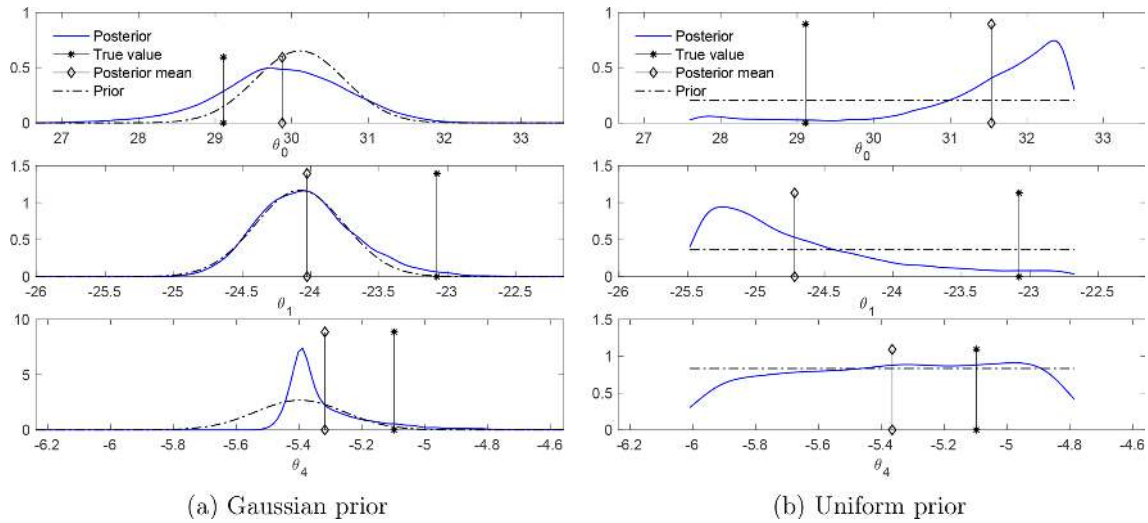 Posterior
True value
Posterior mean
Prior
1
0.5
0
27 28 29 30 31 32 33
θ0
1.5
1
0.5
0
-26 -25.5 -25 -24.5 -24 -23.5 -23 -22.5
θ1
10
5
0
-6.2 -6 -5.8 -5.6 -5.4 -5.2 -5 -4.8 -4.6
θ4
(a) Gaussian prior
Posterior
True value
Posterior mean
Prior
1
0.5
0
27 28 29 30 31 32 33
θ0
1.5
1
0.5
0
-26 -25.5 -25 -24.5 -24 -23.5 -23 -22.5
θ1
1.5
1
0.5
0
-6.2 -6 -5.8 -5.6 -5.4 -5.2 -5 -4.8 -4.6
θ4
(b) Uniform prior